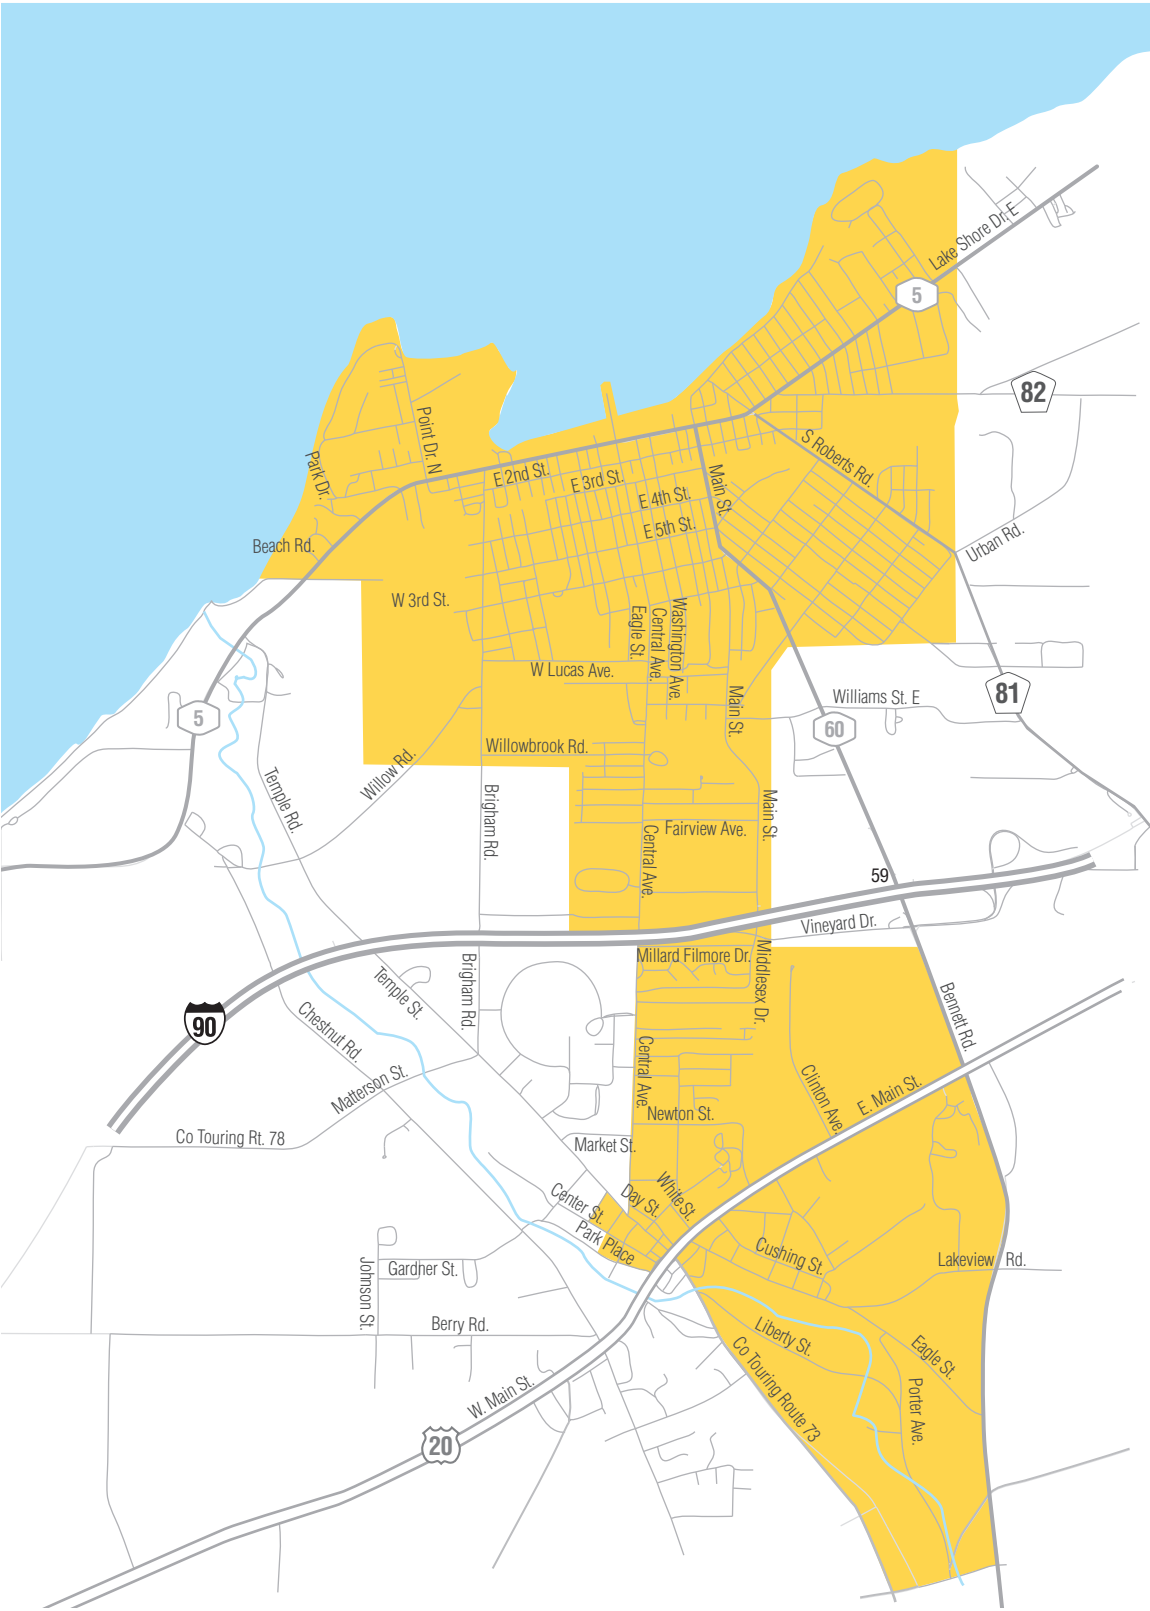 Lake Shore Dr. E
5
82
Point Dr. N
S Roberts Rd.
Park Dr.
E 2nd St.
E 3rd St.
Main St.
E 4th St.
E 5th St.
Urban Rd.
Beach Rd.
W 3rd St.
Eagle St.
Central Ave.
Washington Ave.
W Lucas Ave.
Main St.
Williams St. E
81
5
60
Willowbrook Rd.
Willow Rd.
Temple Rd.
Brigham Rd.
Main St.
Fairview Ave.
Central Ave.
59
Vineyard Dr.
Millard Filmore Dr.
Middlesex Dr.
Temple St.
Brigham Rd.
Bennett Rd.
90
Chestnut Rd.
Central Ave.
Clinton Ave.
E. Main St.
Matterson St.
Newton St.
Co Touring Rt. 78
Market St.
Center St.
Day St.
White St.
Park Place
Cushing St.
Lakeview Rd.
Johnson St.
Gardner St.
Berry Rd.
Liberty St.
Eagle St.
Co Touring Route 73
Porter Ave.
W. Main St.
20